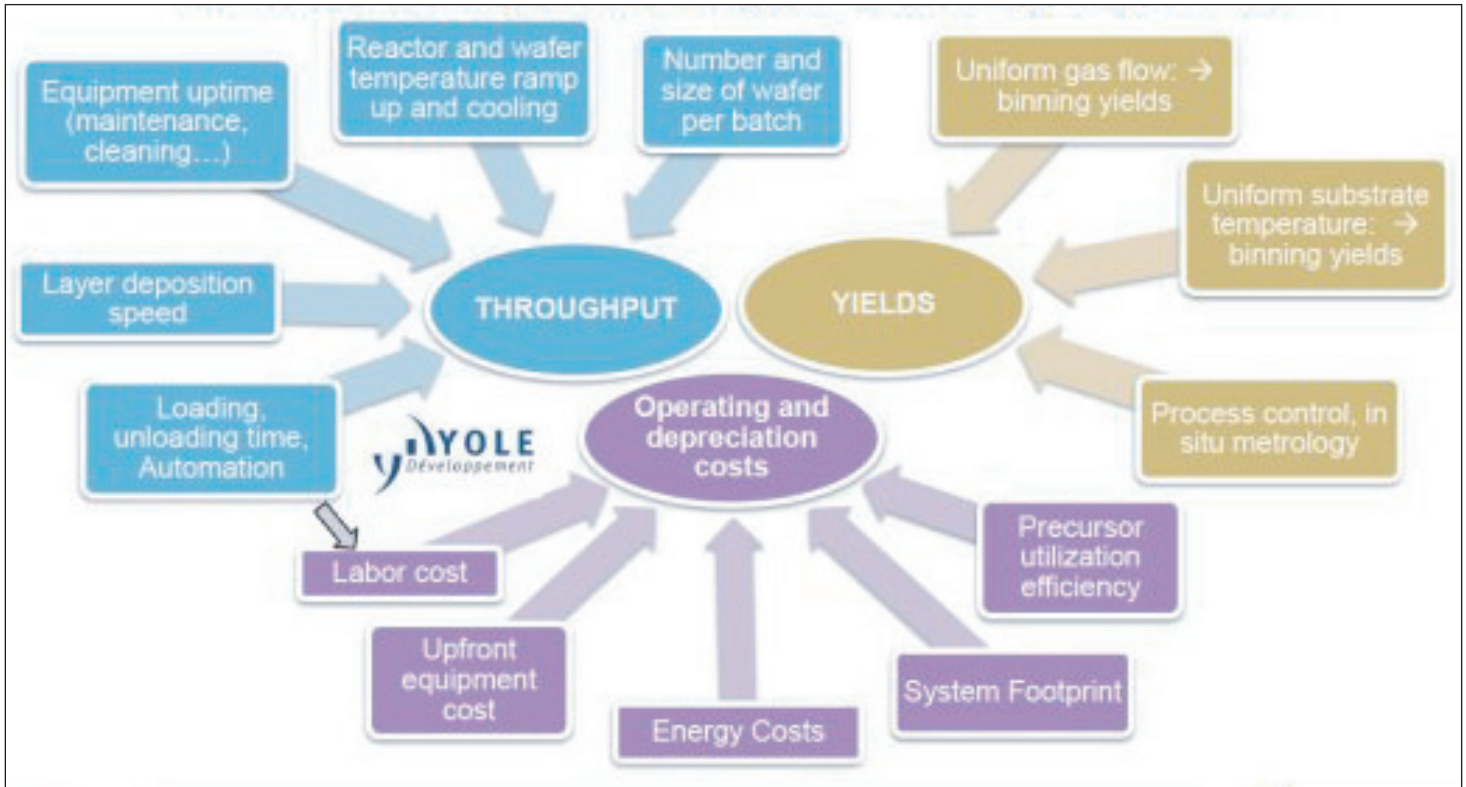 Reactor and wafer
temperature ramp
up and cooling
Number and
size of wafer
per batch
Uniform gas flow: →
binning yields
Equipment uptime
(maintenance,
cleaning…)
Uniform substrate
temperature: →
binning yields
Layer deposition
speed
THROUGHPUT
YIELDS
Loading,
unloading time,
Automation
YOLE
Développement
Operating and
depreciation
costs
Process control, in
situ metrology
Labor cost
Precursor
utilization
efficiency
Upfront
equipment
cost
System Footprint
Energy Costs